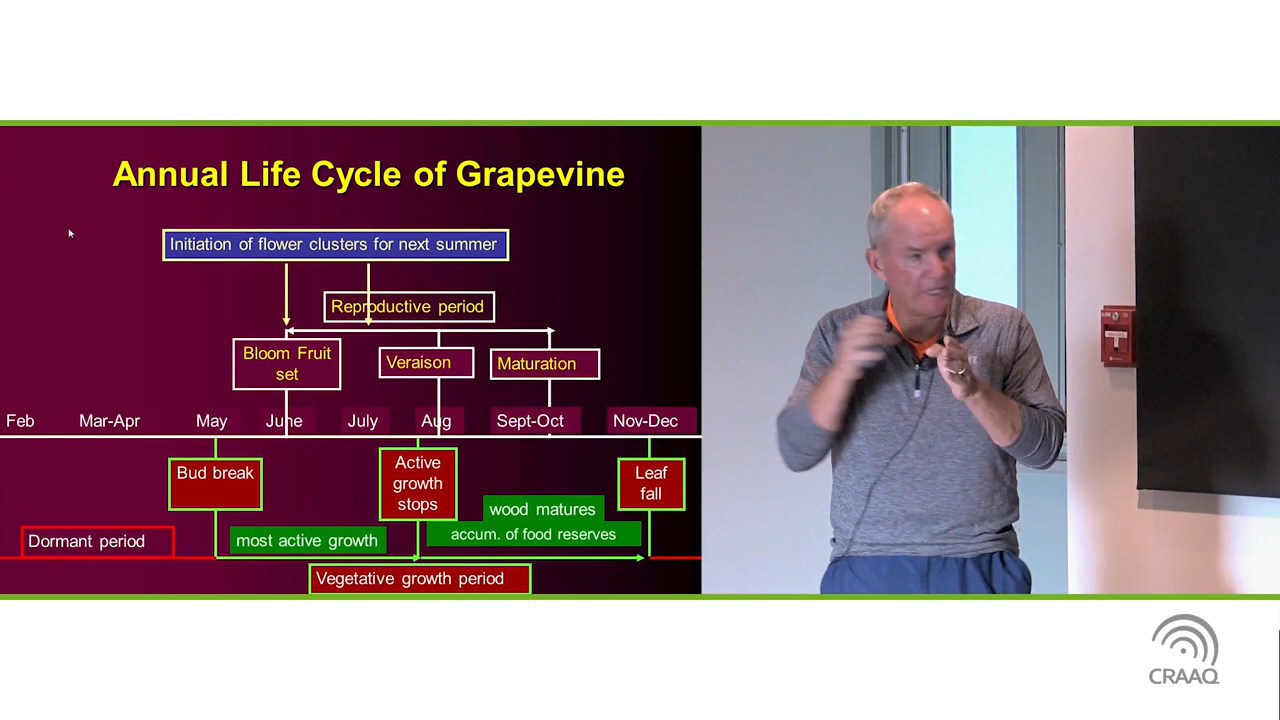 Annual Life Cycle of Grapevine
Initiation of flower clusters for next summer
Reproductive period
Bloom Fruit
set
Veraison
Maturation
Feb
Mar-Apr
May
June
July
Aug
Sept-Oct
Nov-Dec
Bud break
Active
growth
stops
Leaf
fall
wood matures
accum. of food reserves
Dormant period
most active growth
Vegetative growth period
CRAAQ